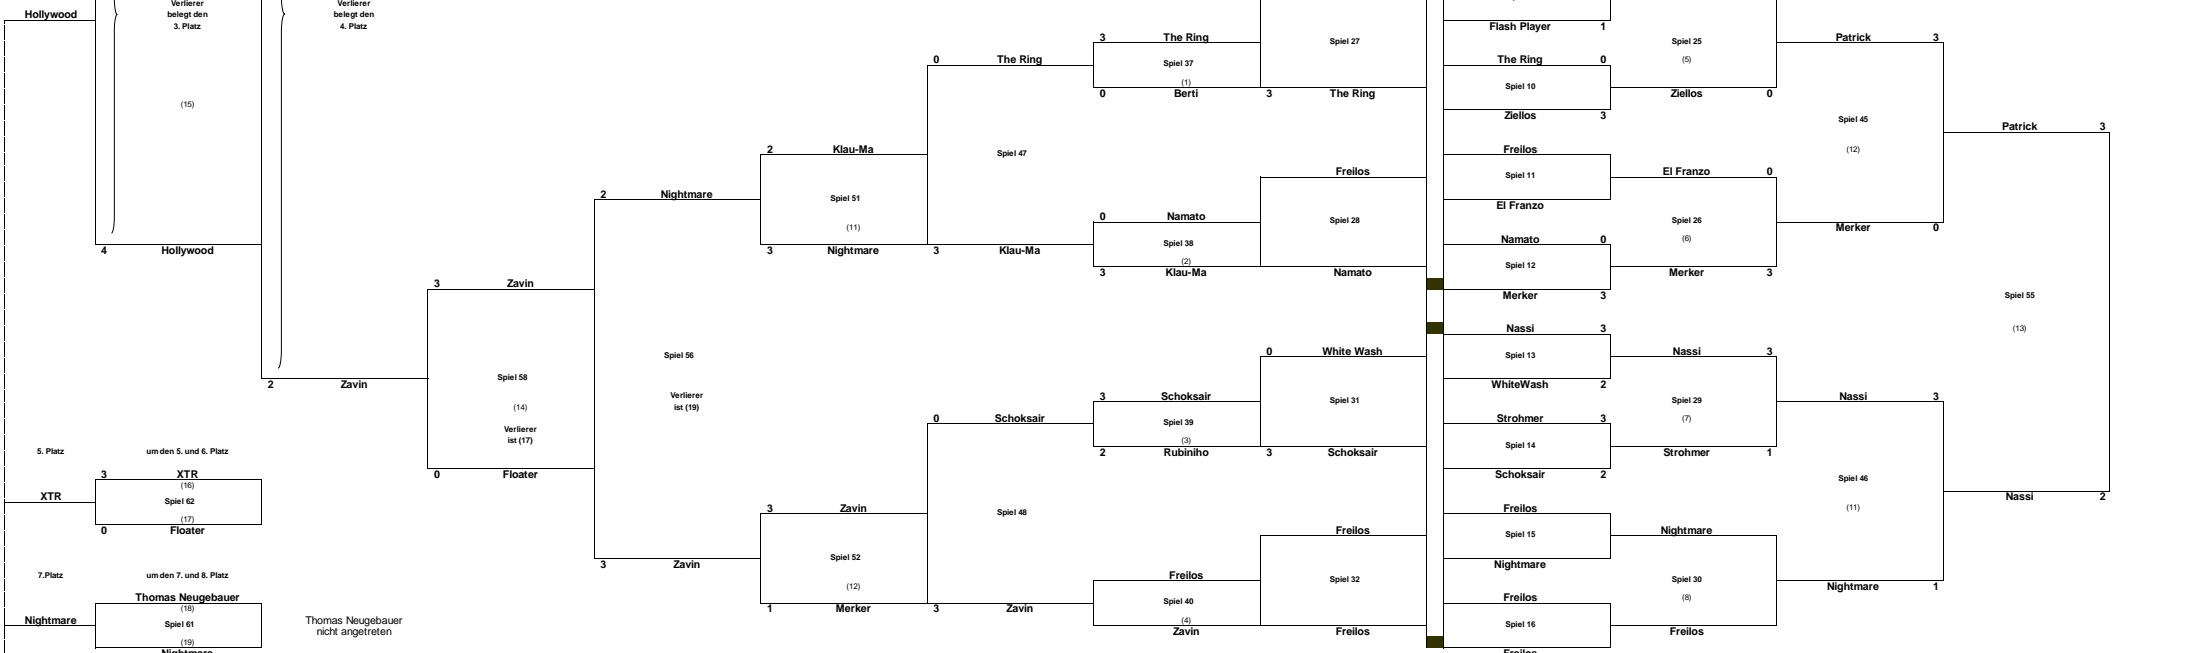 Hollywood
Verlierer
belegt den
3. Platz
(15)
4 Hollywood
Verlierer
belegt den
4. Platz
2 Zavin
5. Platz
um den 5. und 6. Platz
3 XTR
(16)
XTR
Spiel 62
(17)
0 Floater
7.Platz
um den 7. und 8. Platz
Thomas Neugebauer
(18)
Nightmare
Spiel 61
(19)
Nightmare
Thomas Neugebauer
nicht angetreten
3 Zavin
Spiel 58
(14)
Verlierer
ist (17)
0 Floater
2 Nightmare
Spiel 56
Verlierer
ist (19)
3 Zavin
2 Klau-Ma
Spiel 51
(11)
3 Nightmare
3 Zavin
Spiel 52
(12)
1 Merker
0 The Ring
Spiel 47
3 Klau-Ma
0 Schoksair
Spiel 48
3 Zavin
3 The Ring
Spiel 37
(1)
0 Berti
0 Namato
Spiel 38
(2)
3 Klau-Ma
3 Schoksair
Spiel 39
(3)
2 Rubiniho
Freilos
Spiel 40
(4)
Zavin
Spiel 27
3 The Ring
Freilos
Spiel 28
Namato
0 White Wash
Spiel 31
3 Schoksair
Freilos
Spiel 32
Freilos
Flash Player 1
The Ring 0
Spiel 10
Ziellos 3
Freilos
Spiel 11
El Franzo
Namato 0
Spiel 12
Merker 3
Nassi 3
Spiel 13
WhiteWash 2
Strohmer 3
Spiel 14
Schoksair 2
Freilos
Spiel 15
Nightmare
Freilos
Spiel 16
Freilos
Spiel 25
(5)
Ziellos 0
El Franzo 0
Spiel 26
(6)
Merker 3
Nassi 3
Spiel 29
(7)
Strohmer 1
Nightmare
Spiel 30
(8)
Freilos
Patrick 3
Spiel 45
(12)
Merker 0
Nassi 3
Spiel 46
(11)
Nightmare 1
Patrick 3
Spiel 55
(13)
Nassi 2